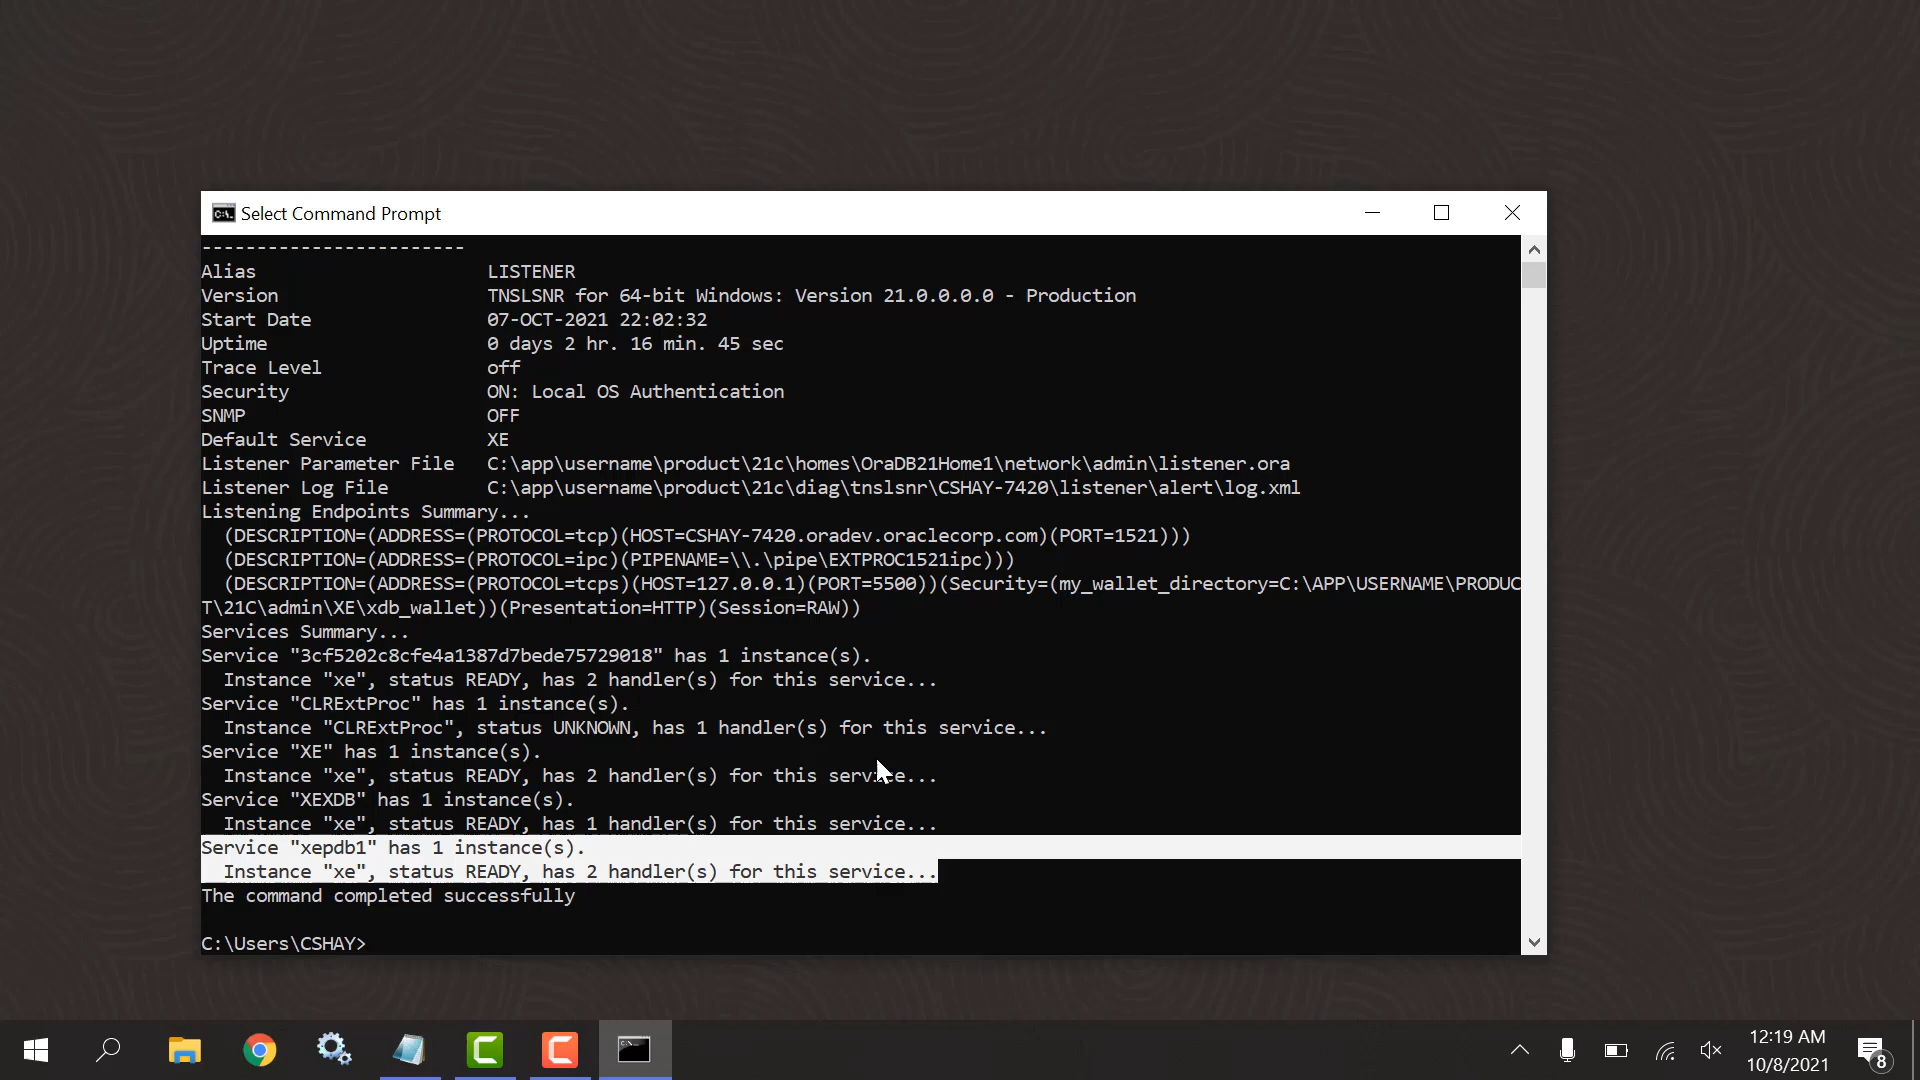 Select Command Prompt
------------------------
Alias                     LISTENER
Version                   TNSLSNR for 64-bit Windows: Version 21.0.0.0.0 - Production
Start Date                07-OCT-2021 22:02:32
Uptime                    0 days 2 hr. 16 min. 45 sec
Trace Level               off
Security                  ON: Local OS Authentication
SNMP                      OFF
Default Service           XE
Listener Parameter File   C:\app\username\product\21c\homes\OraDB21Home1\network\admin\listener.ora
Listener Log File         C:\app\username\product\21c\diag\tnslsnr\CSHAY-7420\listener\alert\log.xml
Listening Endpoints Summary...
  (DESCRIPTION=(ADDRESS=(PROTOCOL=tcp)(HOST=CSHAY-7420.oradev.oraclecorp.com)(PORT=1521)))
  (DESCRIPTION=(ADDRESS=(PROTOCOL=ipc)(PIPENAME=\\.\pipe\EXTPROC1521ipc)))
  (DESCRIPTION=(ADDRESS=(PROTOCOL=tcps)(HOST=127.0.0.1)(PORT=5500))(Security=(my_wallet_directory=C:\APP\USERNAME\PRODUC
T\21C\admin\XE\xdb_wallet))(Presentation=HTTP)(Session=RAW))
Services Summary...
Service "3cf5202c8cfe4a1387d7bede75729018" has 1 instance(s).
  Instance "xe", status READY, has 2 handler(s) for this service...
Service "CLRExtProc" has 1 instance(s).
  Instance "CLRExtProc", status UNKNOWN, has 1 handler(s) for this service...
Service "XE" has 1 instance(s).
  Instance "xe", status READY, has 2 handler(s) for this service...
Service "XEXDB" has 1 instance(s).
  Instance "xe", status READY, has 1 handler(s) for this service...
Service "xepdb1" has 1 instance(s).
  Instance "xe", status READY, has 2 handler(s) for this service...
The command completed successfully
C:\Users\CSHAY>
12:19 AM
10/8/2021
8